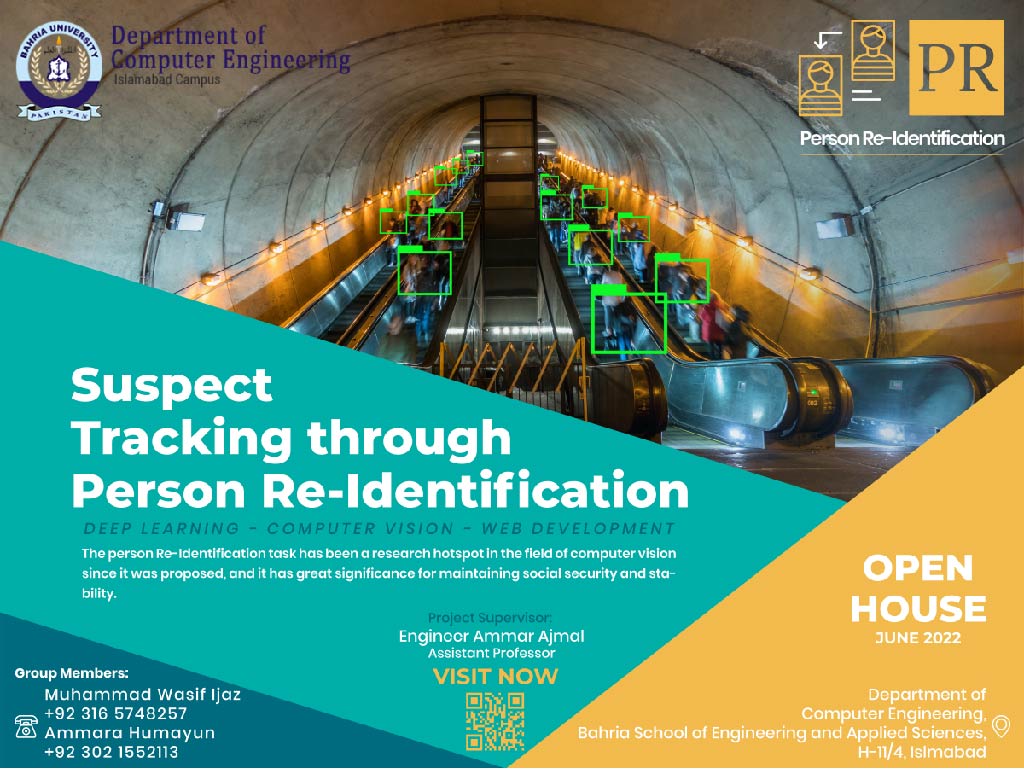 BAHRIA UNIVERSITY
PAKISTAN
Department of
Computer Engineering
Islamabad Campus
PR
Person Re-Identification
Suspect
Tracking through
Person Re-Identification
DEEP LEARNING - COMPUTER VISION - WEB DEVELOPMENT
The person Re-Identification task has been a research hotspot in the field of computer vision
since it was proposed, and it has great significance for maintaining social security and sta-
bility.
OPEN
HOUSE
JUNE 2022
Project Supervisor:
Engineer Ammar Ajmal
Assistant Professor
VISIT NOW
Group Members:
Muhammad Wasif Ijaz
+92 316 5748257
Ammara Humayun
+92 302 1552113
Department of
Computer Engineering,
Bahria School of Engineering and Applied Sciences,
H-11/4, Islmabad